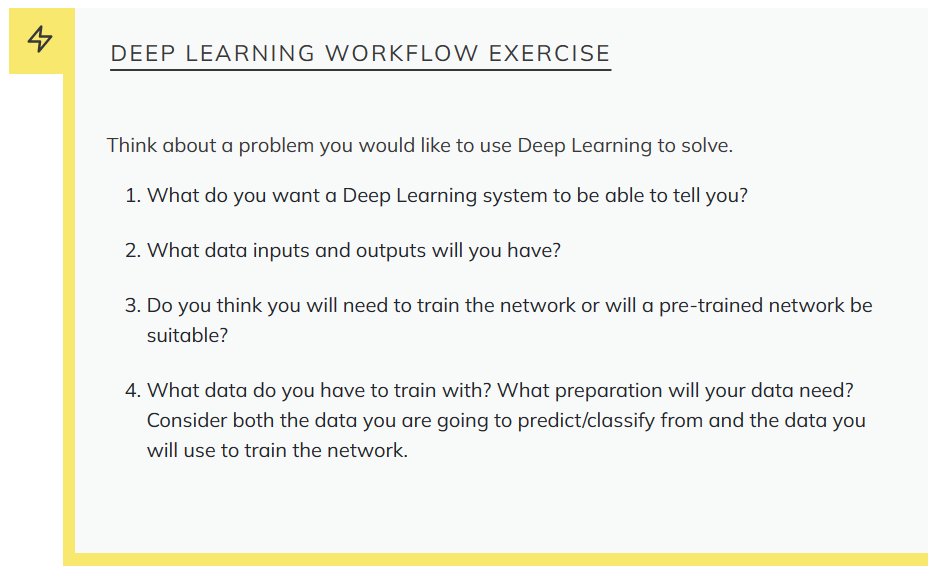 DEEP LEARNING WORKFLOW EXERCISE
Think about a problem you would like to use Deep Learning to solve.
1. What do you want a Deep Learning system to be able to tell you?
2. What data inputs and outputs will you have?
3. Do you think you will need to train the network or will a pre-trained network be
suitable?
4. What data do you have to train with? What preparation will your data need?
Consider both the data you are going to predict/classify from and the data you
will use to train the network.